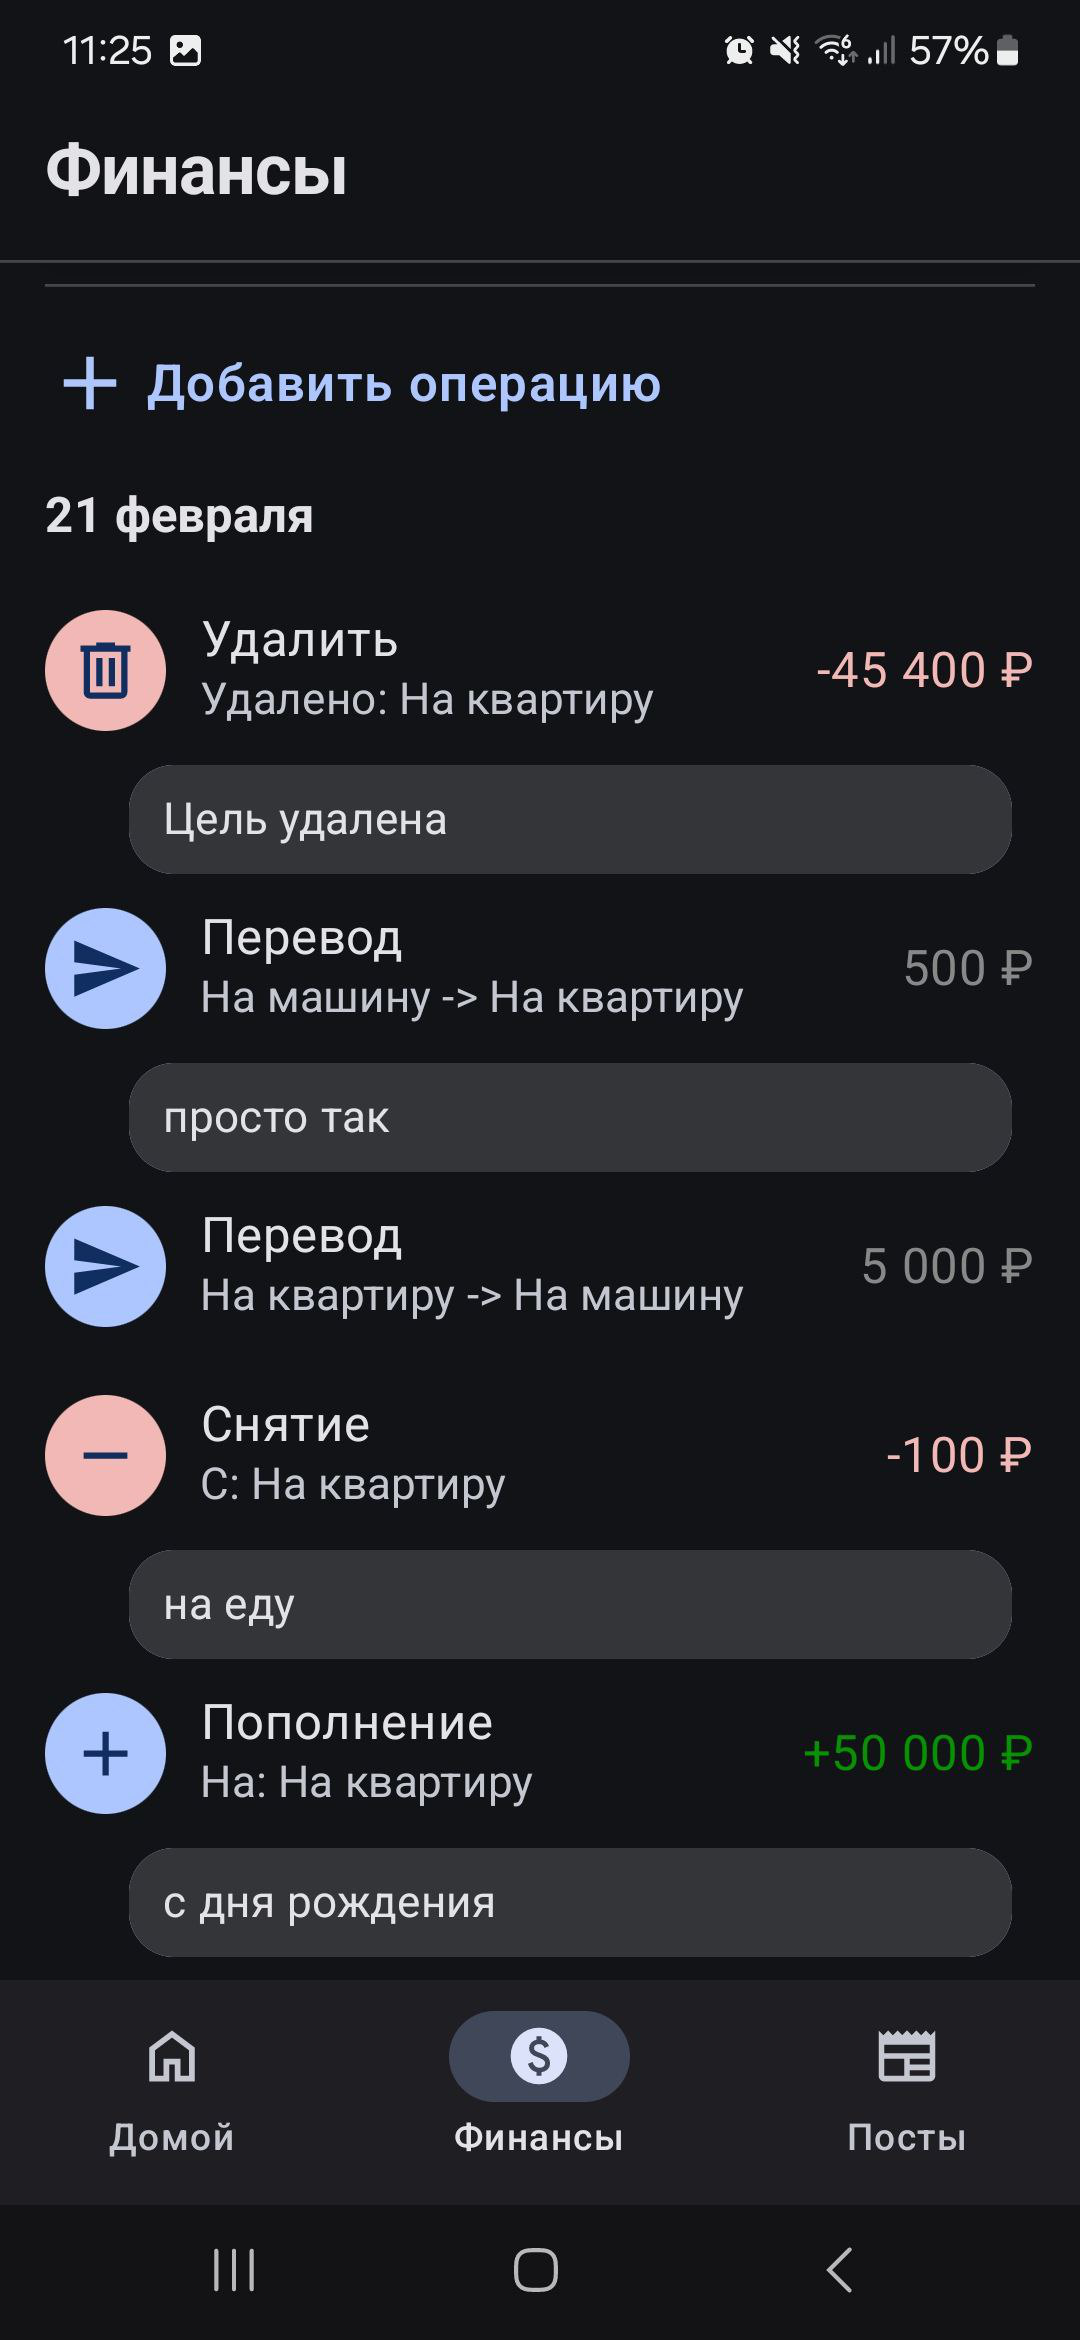 11:25
57%
Финансы
Добавить операцию
21 февраля
Удалить
Удалено: На квартиру
-45 400 ₽
Цель удалена
Перевод
На машину -> На квартиру
500 ₽
просто так
Перевод
На квартиру -> На машину
5 000 ₽
Снятие
С: На квартиру
-100 ₽
на еду
Пополнение
На: На квартиру
+50 000 ₽
с дня рождения
Домой
Финансы
Посты